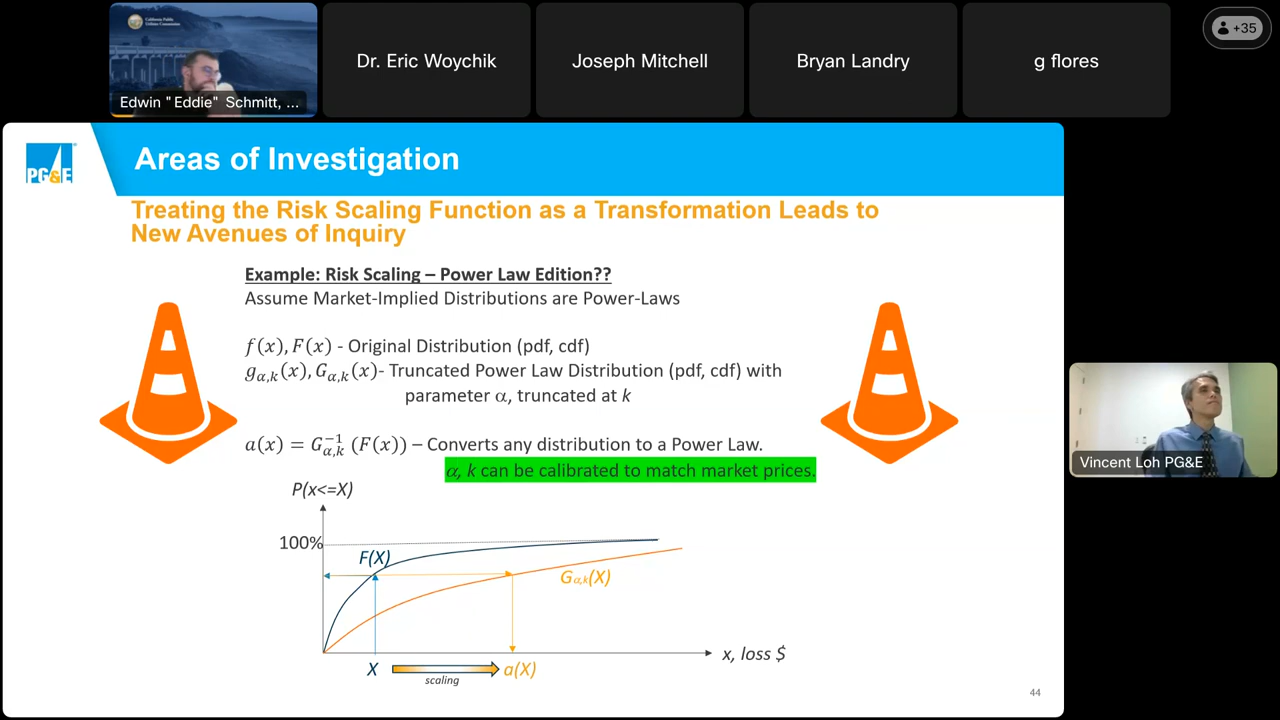 California Public
Utilities Commission
Edwin "Eddie" Schmitt, ...
Dr. Eric Woychik
Joseph Mitchell
Bryan Landry
g flores
+35
PG&E
Areas of Investigation
Treating the Risk Scaling Function as a Transformation Leads to
New Avenues of Inquiry
Example: Risk Scaling – Power Law Edition??
Assume Market-Implied Distributions are Power-Laws
f(x), F(x) - Original Distribution (pdf, cdf)
gα,k(x), Gα,k(x)- Truncated Power Law Distribution (pdf, cdf) with
parameter α, truncated at k
a(x) = G⁻¹α,k (F(x)) – Converts any distribution to a Power Law.
α, k can be calibrated to match market prices.
P(x<=X)
100%
F(X)
Gα,k(X)
X
a(X)
x, loss $
scaling
44
Vincent Loh PG&E